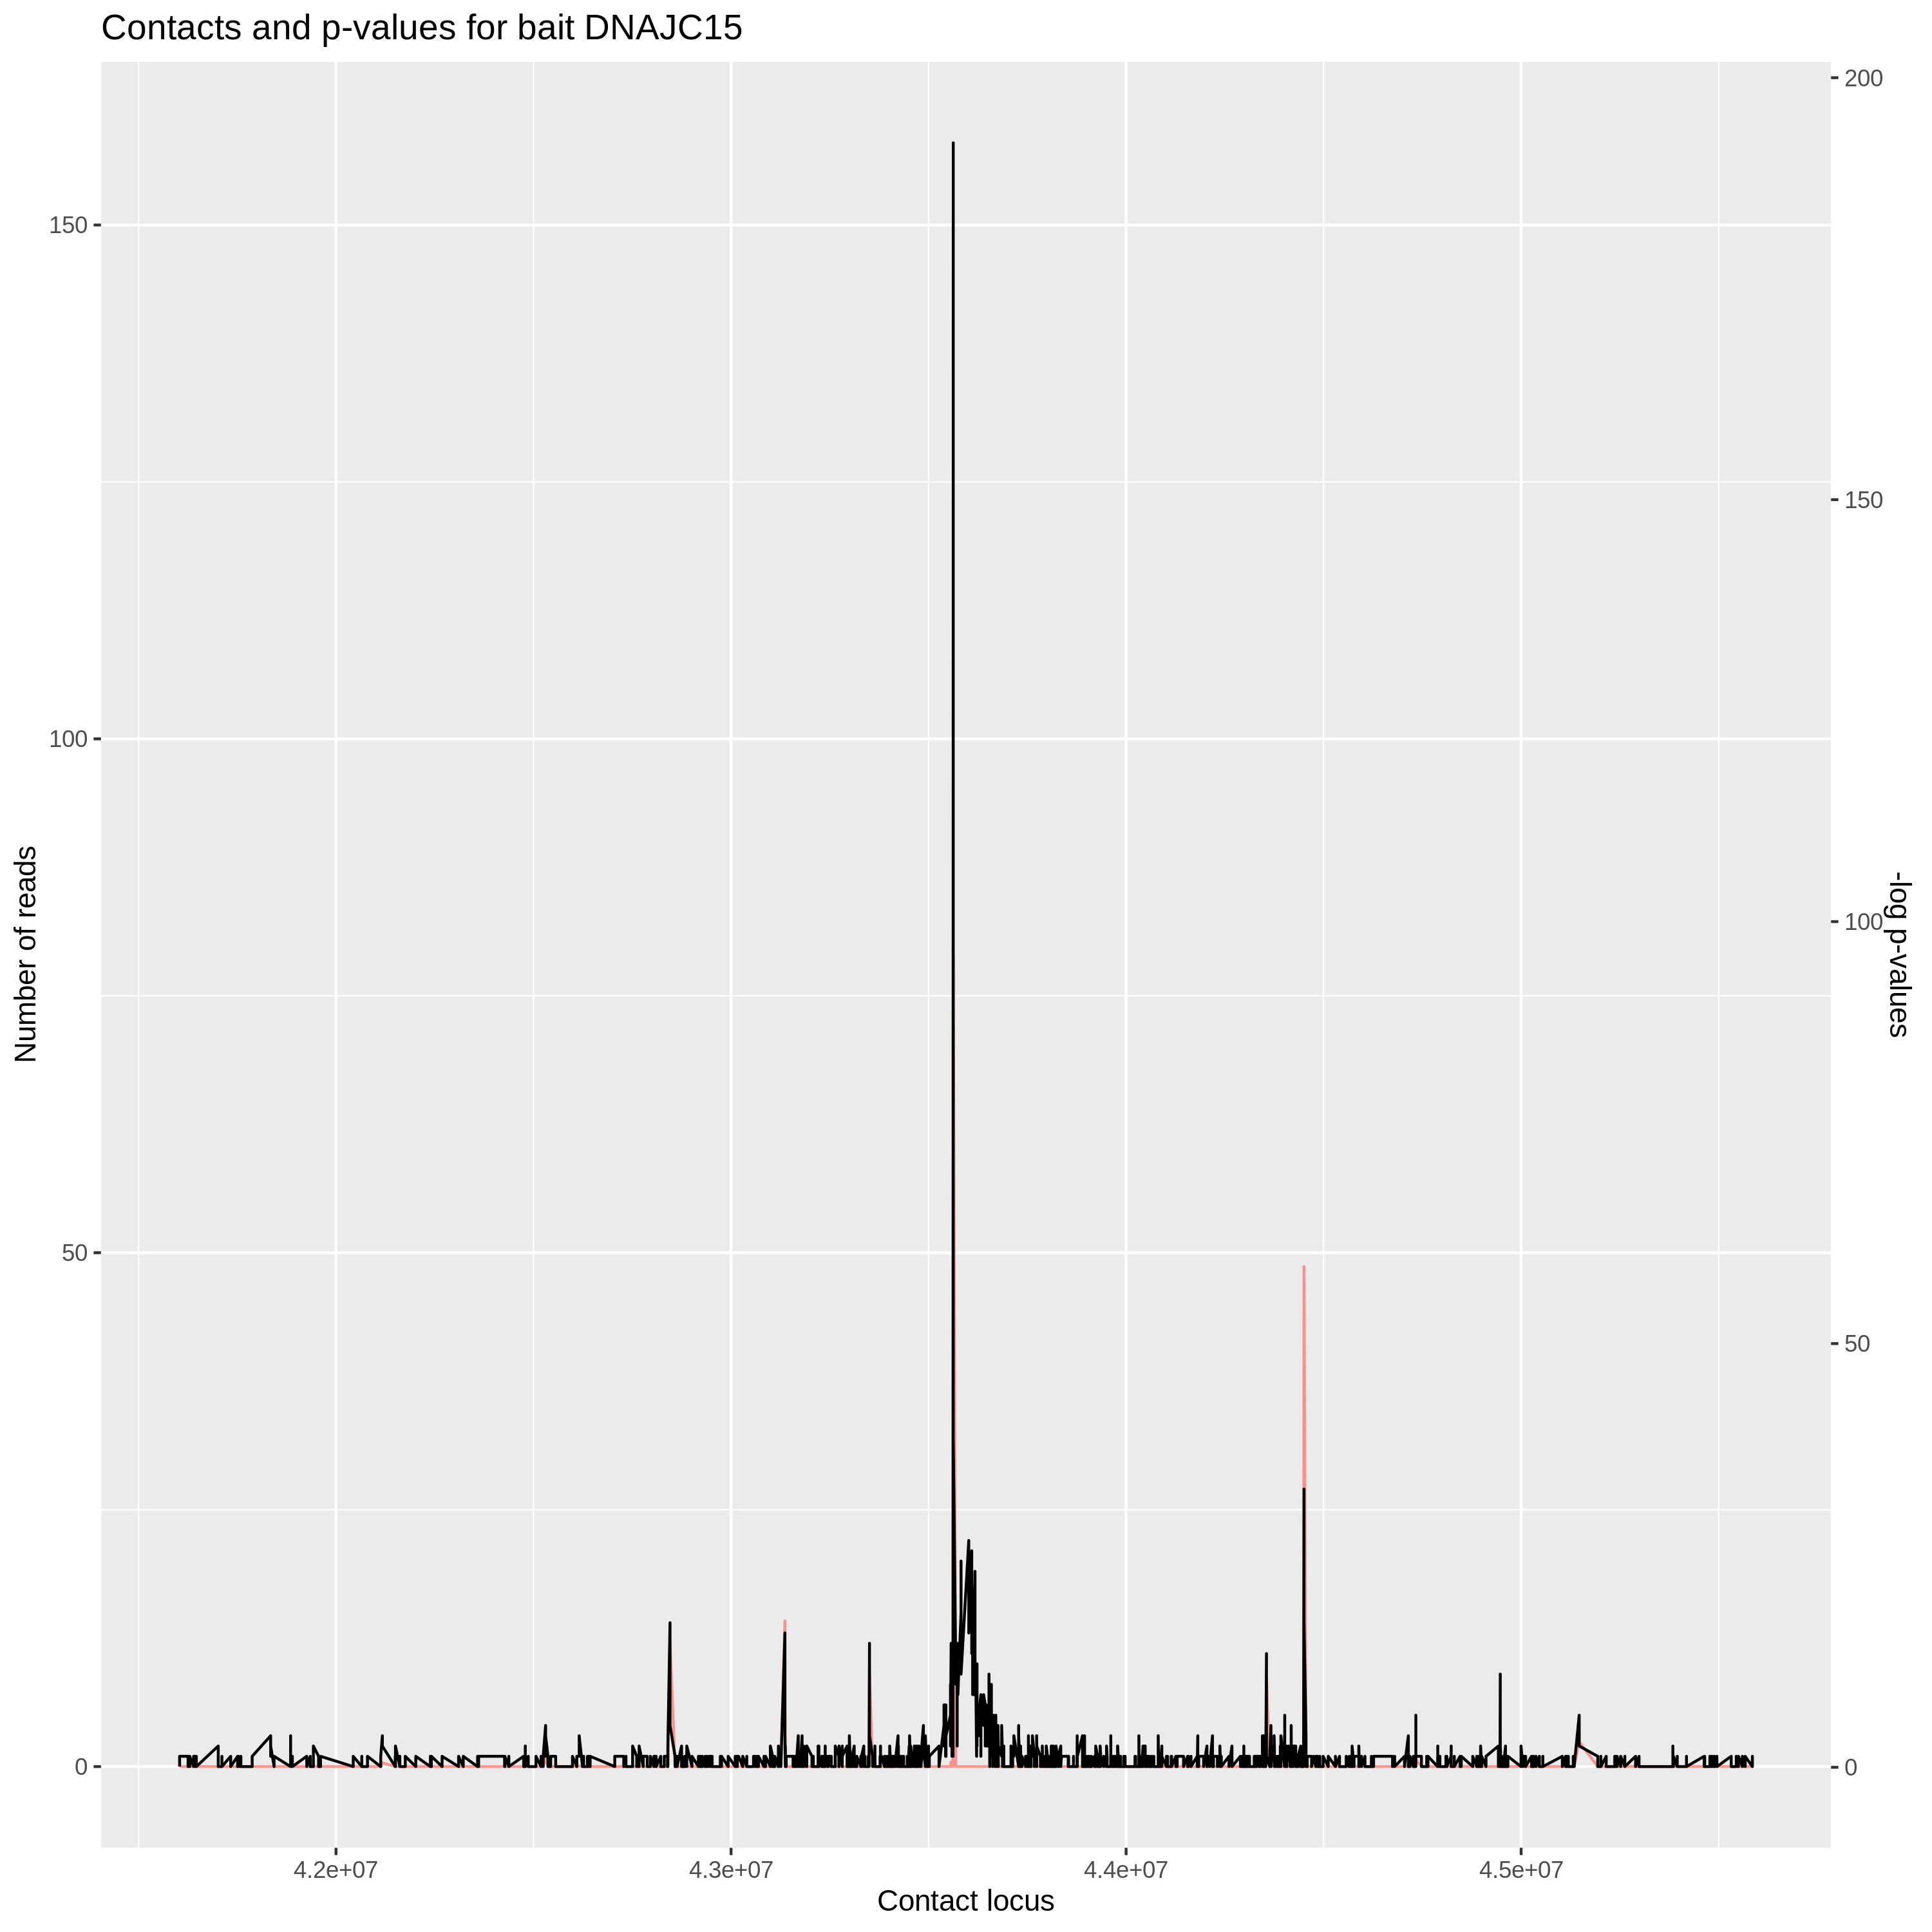 Contacts and p-values for bait DNAJC15
Number of reads
150
100
50
0
200
150
100
50
0
-log p-values
4.2e+07
4.3e+07
4.4e+07
4.5e+07
Contact locus